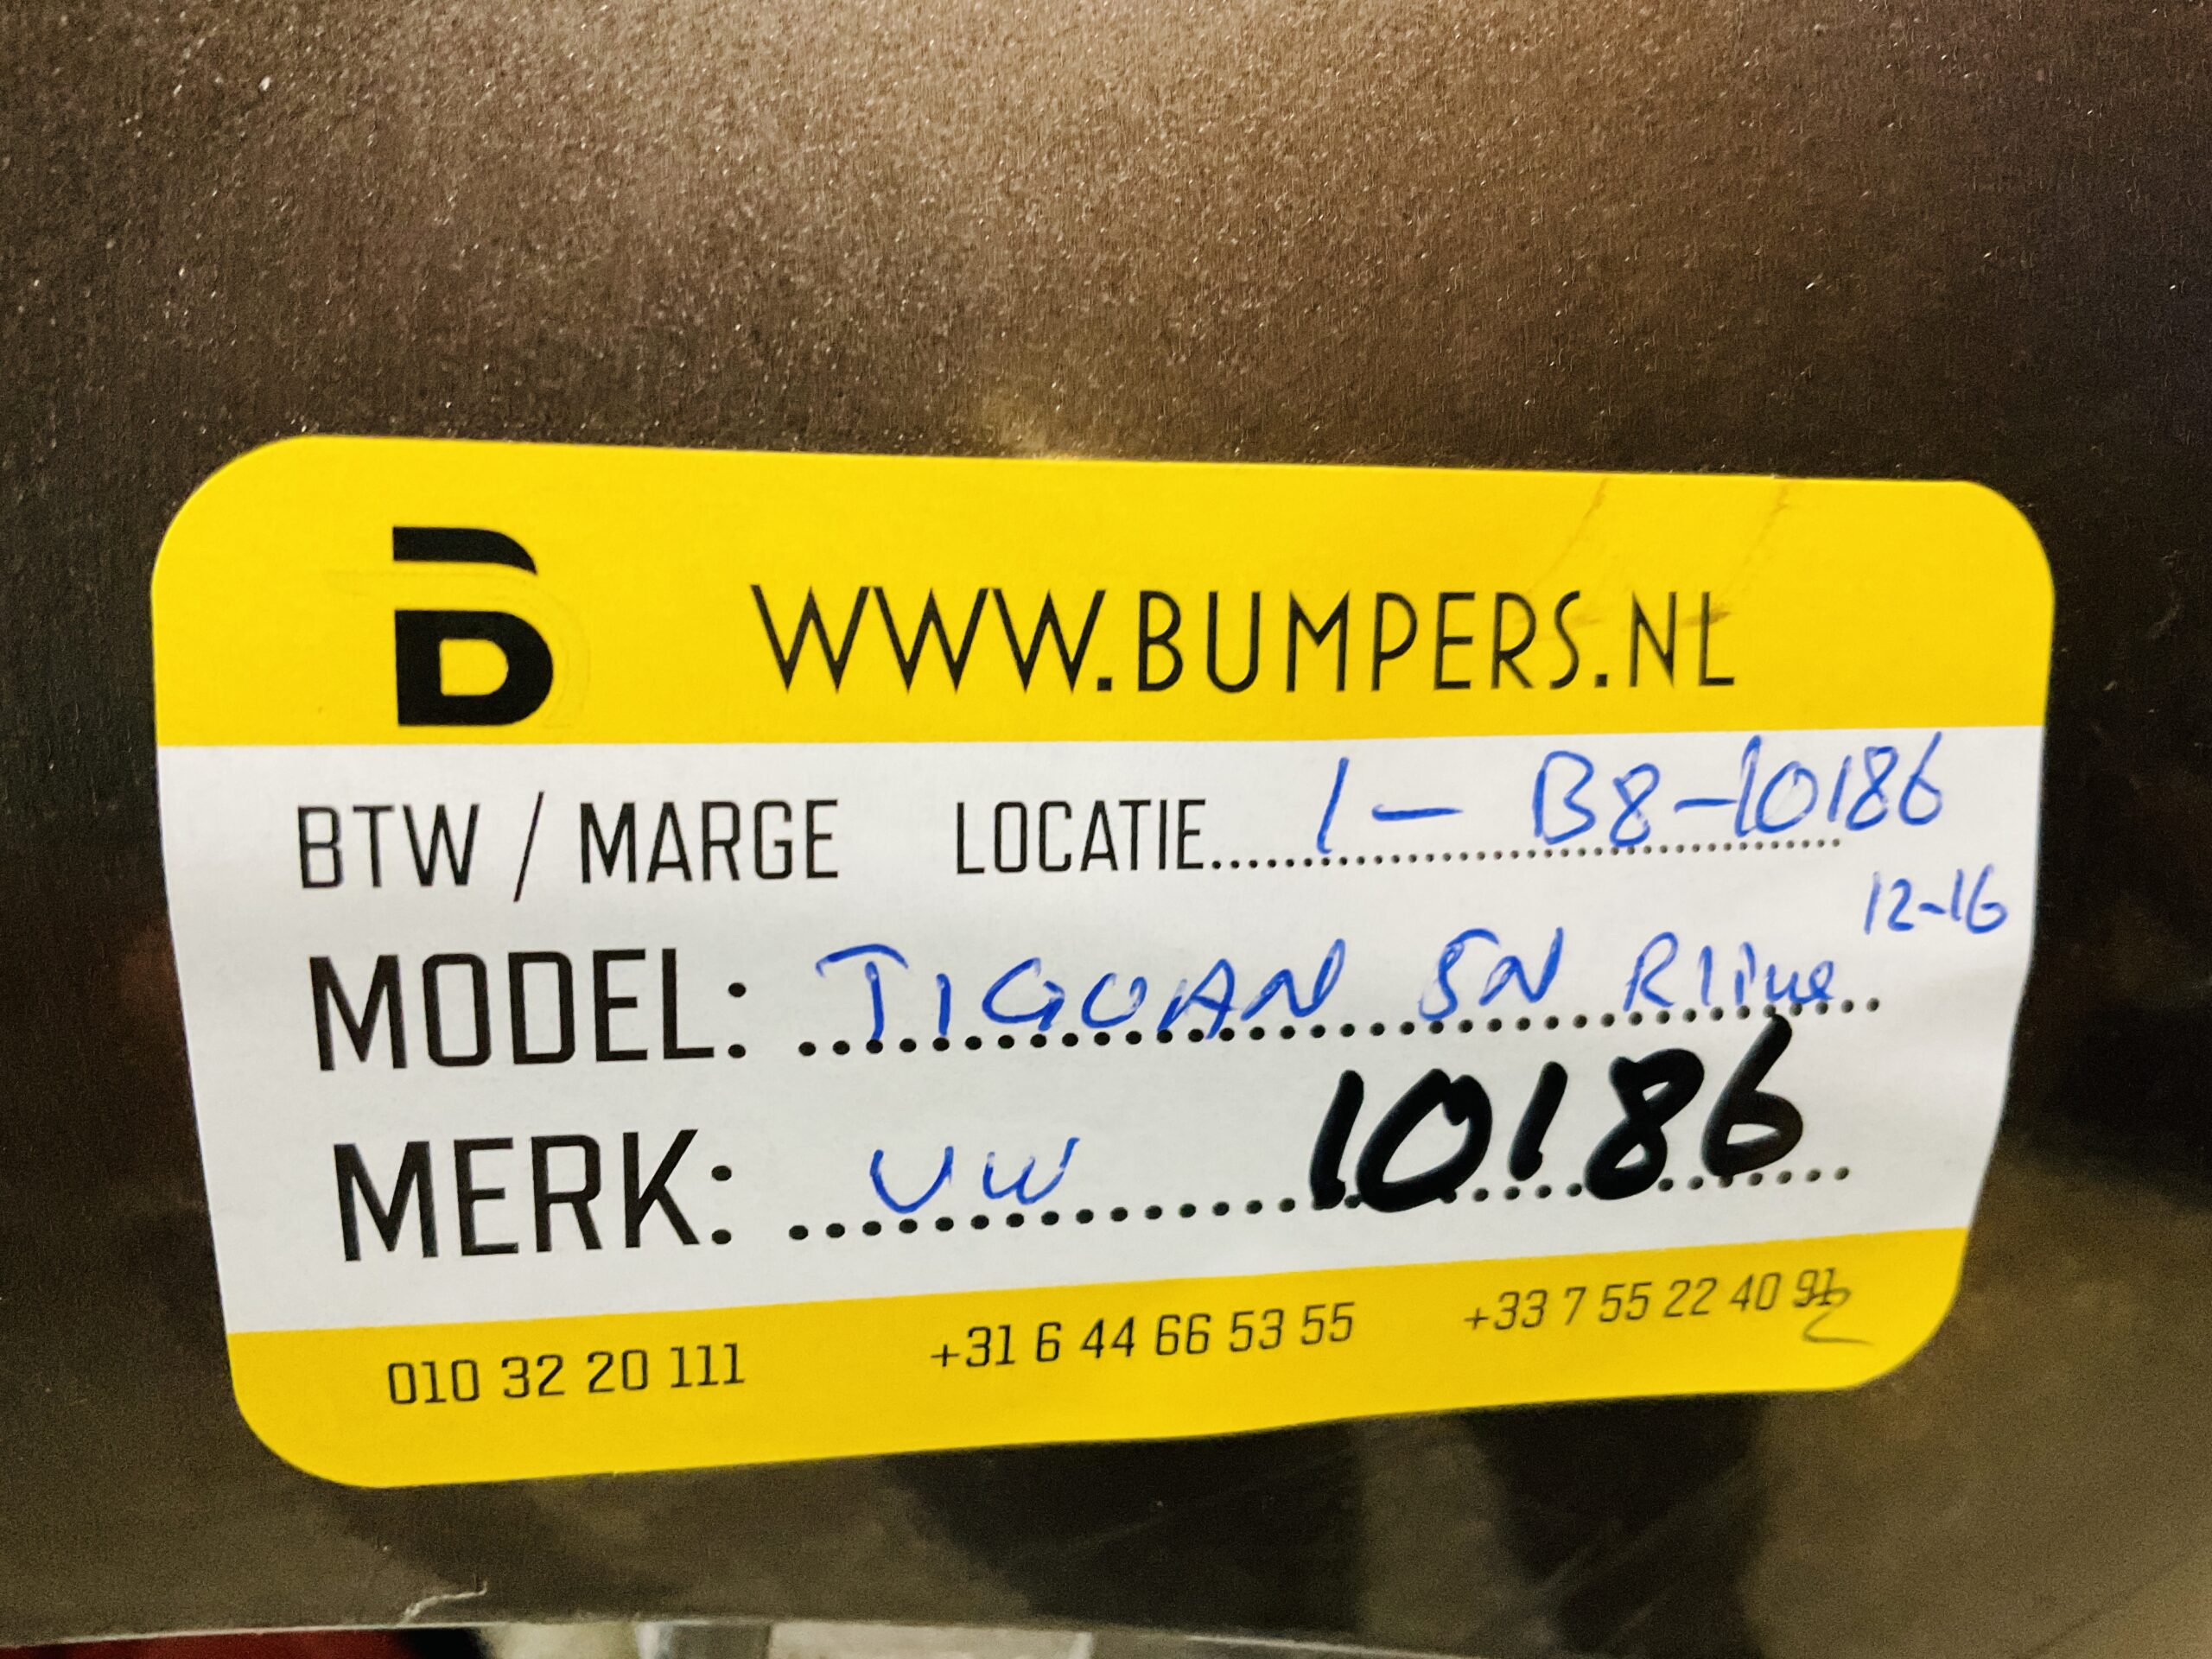 B WWW.BUMPERS.NL
BTW / MARGE LOCATIE 1 - B8-10186
12-16
MODEL: TIGUAN 5N Rline
MERK: VW 10186
010 32 20 111 +31 6 44 66 53 55 +33 7 55 22 40 91